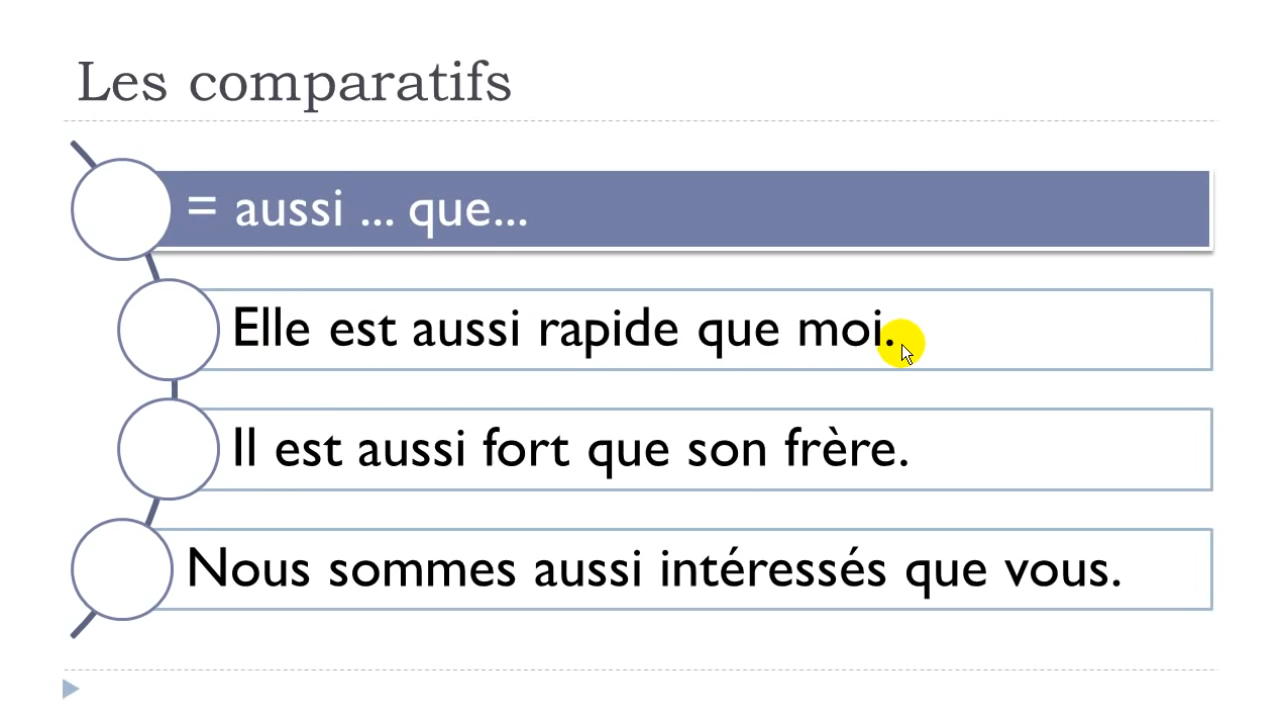 Les comparatifs
= aussi ... que...
Elle est aussi rapide que moi.
Il est aussi fort que son frère.
Nous sommes aussi intéressés que vous.